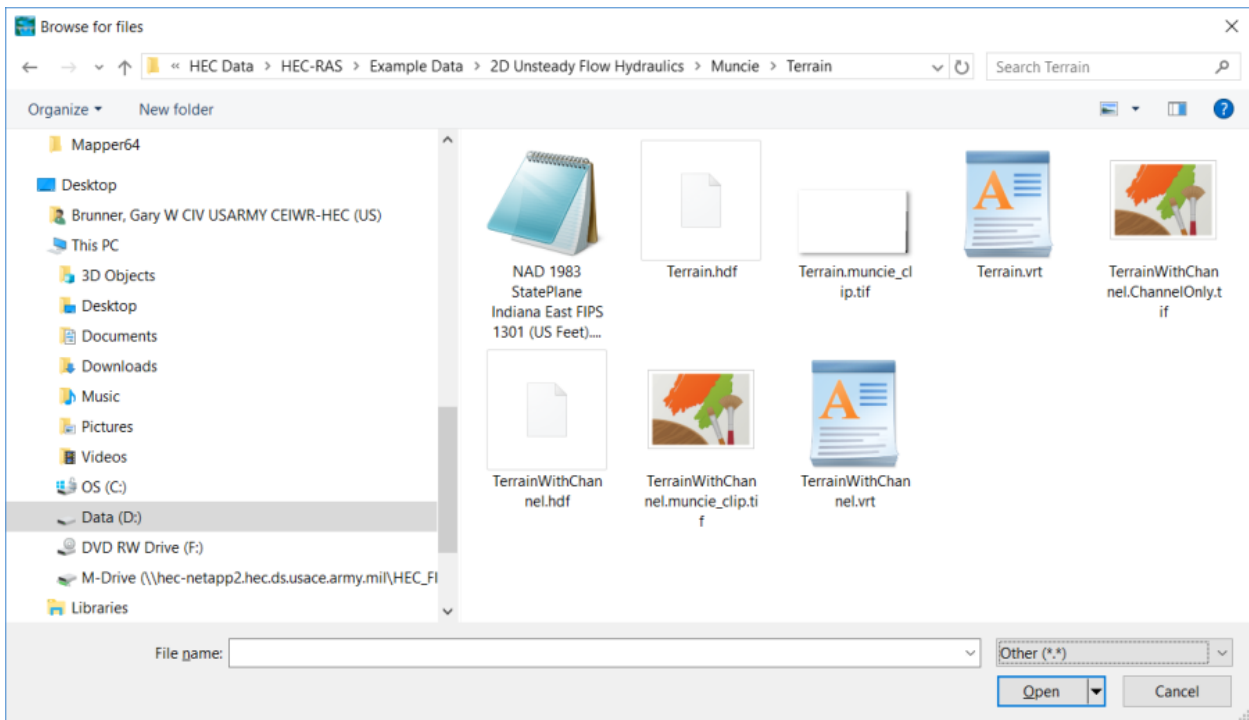 Browse for files
« HEC Data > HEC-RAS > Example Data > 2D Unsteady Flow Hydraulics > Muncie > Terrain
Search Terrain
Organize
New folder
Mapper64
Desktop
Brunner, Gary W CIV USARMY CEIWR-HEC (US)
This PC
3D Objects
Desktop
Documents
Downloads
Music
Pictures
Videos
OS (C:)
Data (D:)
DVD RW Drive (F:)
M-Drive (\\hec-netapp2.hec.ds.usace.army.mil\HEC_FI
Libraries
NAD 1983
StatePlane
Indiana East FIPS
1301 (US Feet)....
Terrain.hdf
Terrain.muncie_cl
ip.tif
Terrain.vrt
TerrainWithChan
nel.ChannelOnly.t
if
TerrainWithChan
nel.hdf
TerrainWithChan
nel.muncie_clip.ti
f
TerrainWithChan
nel.vrt
File name:
Other (*.*)
Open
Cancel